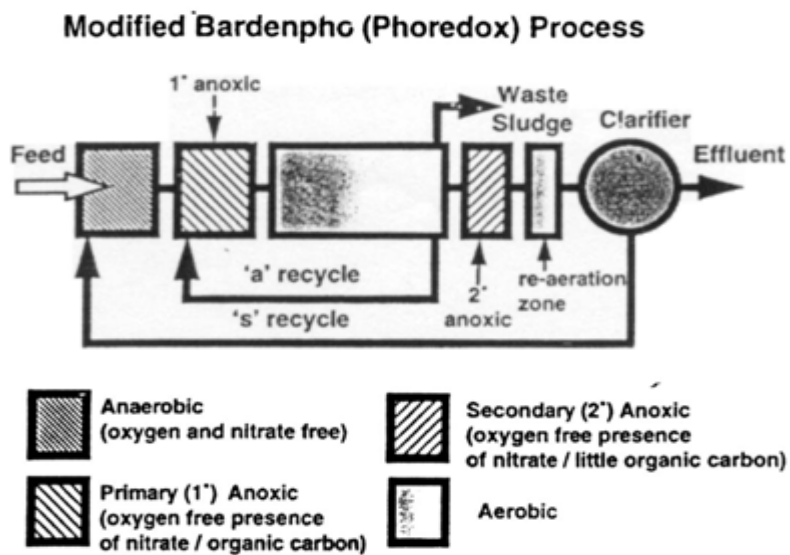 Modified Bardenpho (Phoredox) Process
1° anoxic
Waste
Sludge
Clarifier
Feed
Effluent
'a' recycle
's' recycle
2°
anoxic
re-aeration
zone
Anaerobic
(oxygen and nitrate free)
Primary (1°) Anoxic
(oxygen free presence
of nitrate / organic carbon)
Secondary (2°) Anoxic
(oxygen free presence
of nitrate / little organic carbon)
Aerobic